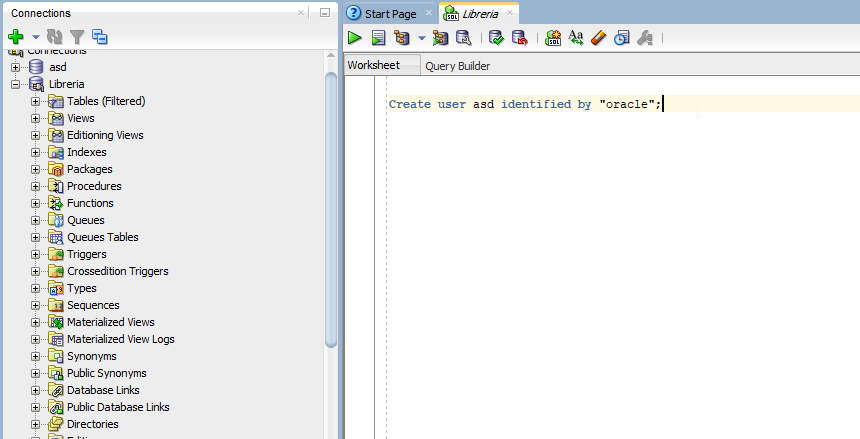 Connections
Connections
asd
Libreria
Tables (Filtered)
Views
Editioning Views
Indexes
Packages
Procedures
Functions
Queues
Queues Tables
Triggers
Crossedition Triggers
Types
Sequences
Materialized Views
Materialized View Logs
Synonyms
Public Synonyms
Database Links
Public Database Links
Directories
Start Page
Libreria
Worksheet
Query Builder
Create user asd identified by "oracle";